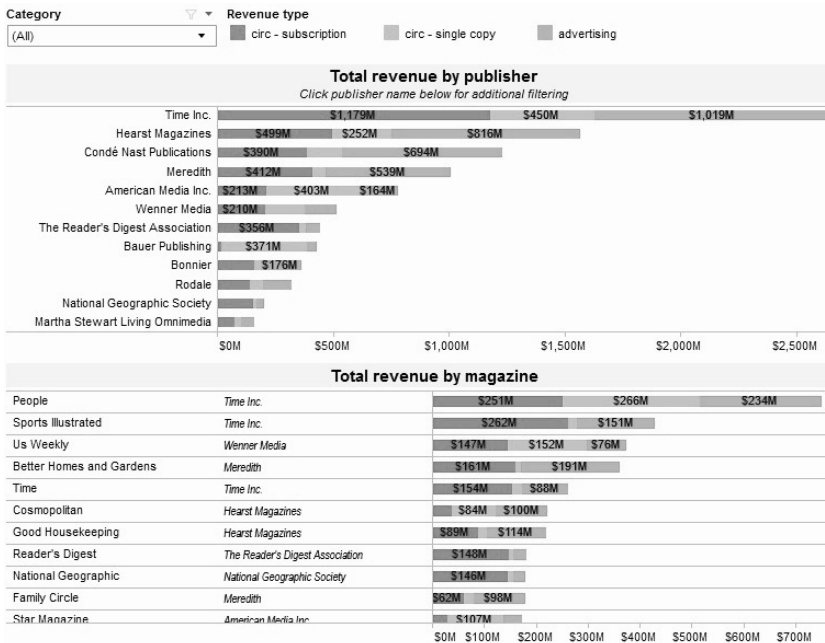 Category
(All)
Revenue type
circ - subscription circ - single copy advertising
Total revenue by publisher
Click publisher name below for additional filtering
Time Inc. $1,179M $450M $1,019M
Hearst Magazines $499M $252M $816M
Condé Nast Publications $390M $694M
Meredith $412M $539M
American Media Inc. $213M $403M $164M
Wenner Media $210M
The Reader's Digest Association $356M
Bauer Publishing $371M
Bonnier $176M
Rodale
National Geographic Society
Martha Stewart Living Omnimedia
$0M $500M $1,000M $1,500M $2,000M $2,500M
Total revenue by magazine
People Time Inc. $251M $266M $234M
Sports Illustrated Time Inc. $262M $151M
Us Weekly Wenner Media $147M $152M $76M
Better Homes and Gardens Meredith $161M $191M
Time Time Inc. $154M $88M
Cosmopolitan Hearst Magazines $84M $100M
Good Housekeeping Hearst Magazines $89M $114M
Reader's Digest The Reader's Digest Association $148M
National Geographic National Geographic Society $146M
Family Circle Meredith $62M $98M
Star Magazine American Media Inc. $107M
$0M $100M $200M $300M $400M $500M $600M $700M